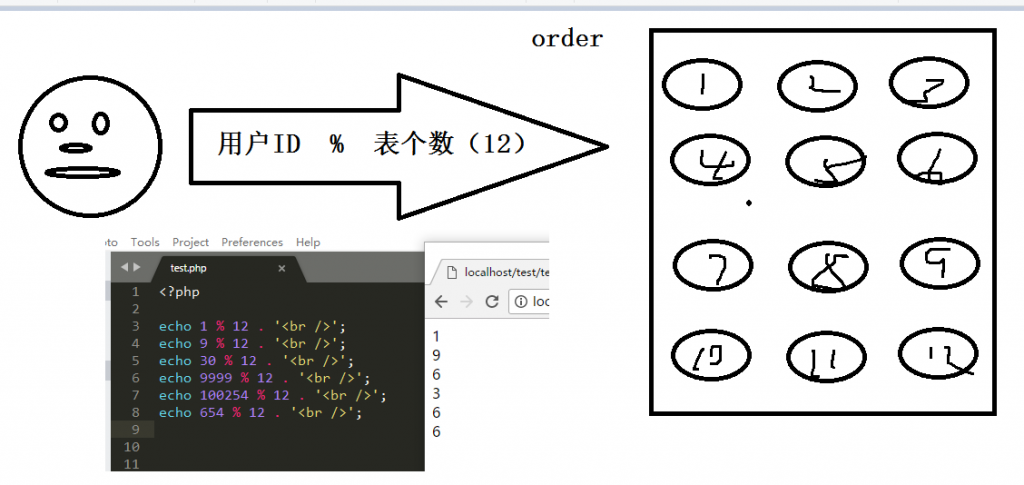 order
用户ID % 表个数（12）
1 2 3
4 5 6
7 8 9
10 11 12
to Tools Project Preferences Help
test.php ×
1 <?php
2
3 echo 1 % 12 . '<br />';
4 echo 9 % 12 . '<br />';
5 echo 30 % 12 . '<br />';
6 echo 9999 % 12 . '<br />';
7 echo 100254 % 12 . '<br />';
8 echo 654 % 12 . '<br />';
9
10
11
localhost/test/te
loc
1
9
6
3
6
6